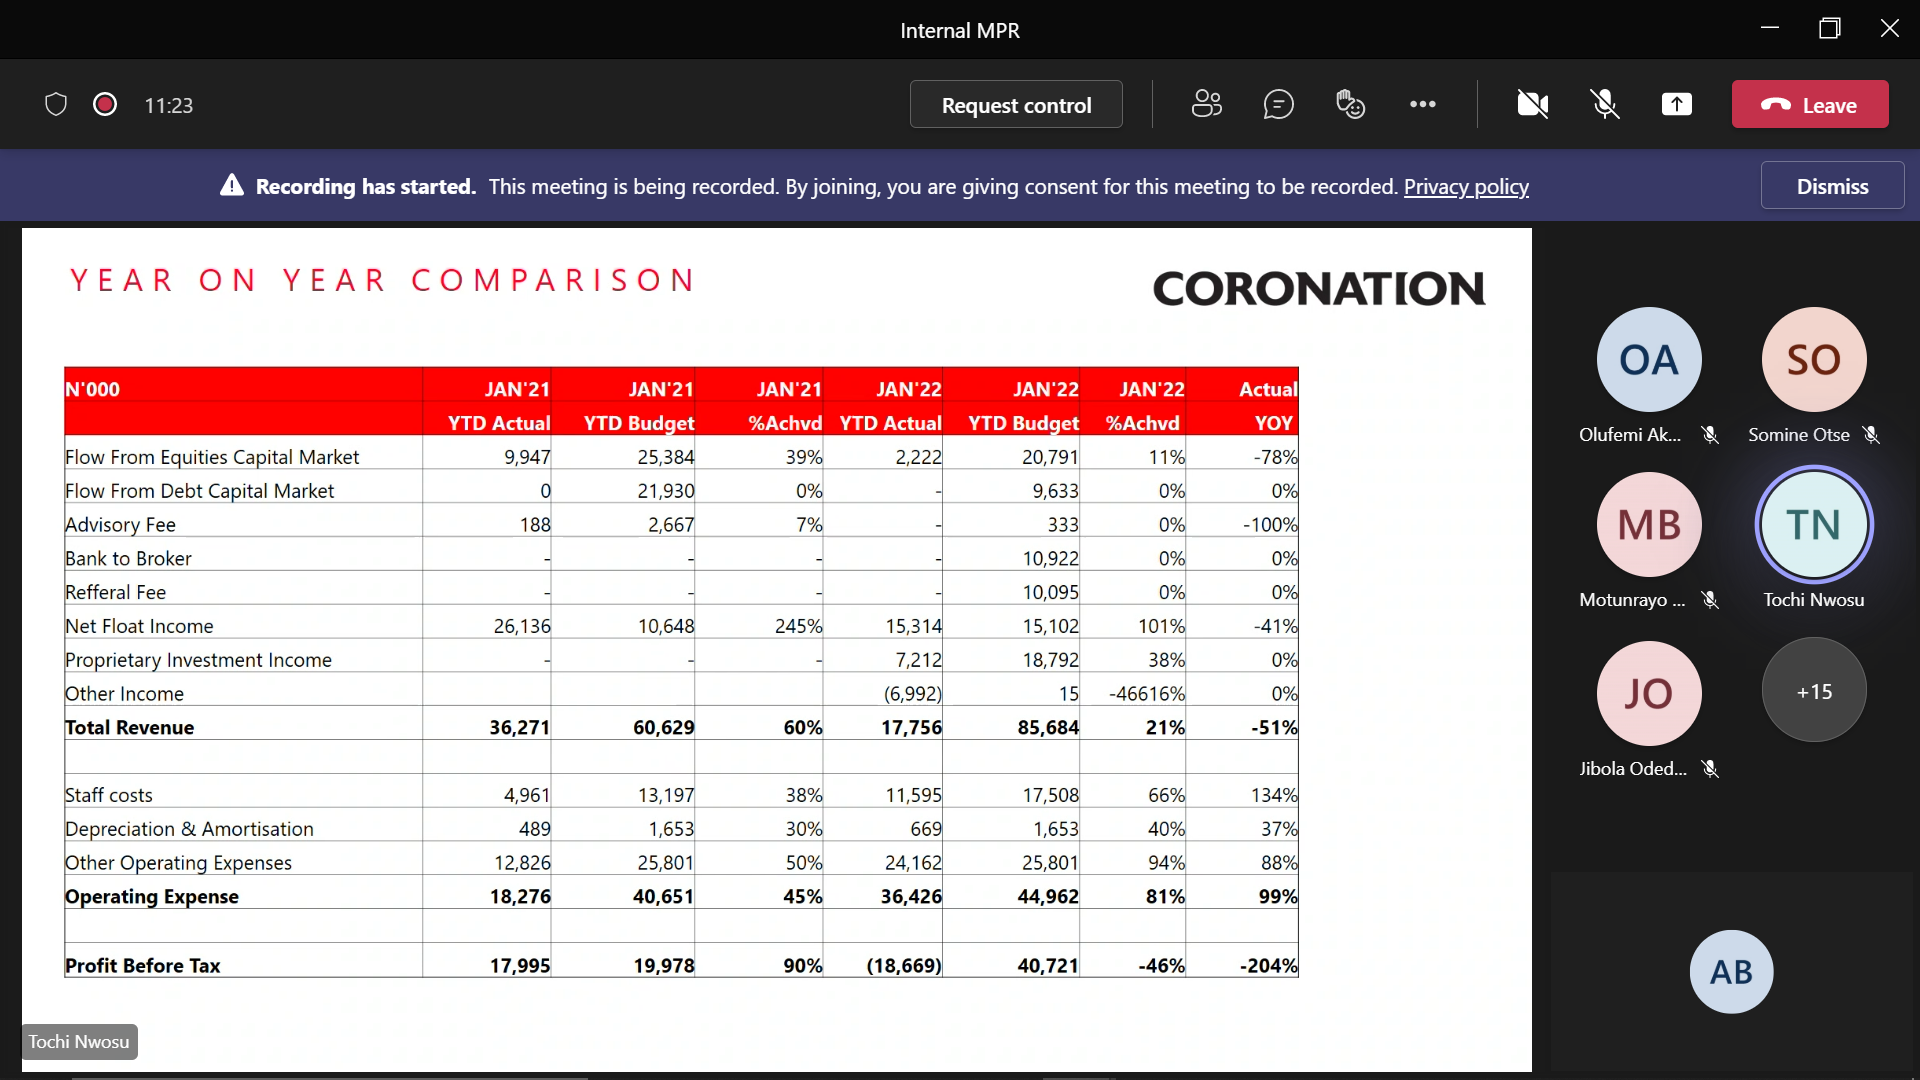 Internal MPR
11:23
Request control
Leave
Recording has started. This meeting is being recorded. By joining, you are giving consent for this meeting to be recorded. Privacy policy
Dismiss
YEAR ON YEAR COMPARISON
CORONATION
N'000 JAN'21 JAN'21 JAN'21 JAN'22 JAN'22 JAN'22 Actual
YTD Actual YTD Budget %Achvd YTD Actual YTD Budget %Achvd YOY
Flow From Equities Capital Market 9,947 25,384 39% 2,222 20,791 11% -78%
Flow From Debt Capital Market 0 21,930 0% - 9,633 0% 0%
Advisory Fee 188 2,667 7% - 333 0% -100%
Bank to Broker - - - - 10,922 0% 0%
Refferal Fee - - - - 10,095 0% 0%
Net Float Income 26,136 10,648 245% 15,314 15,102 101% -41%
Proprietary Investment Income - - - 7,212 18,792 38% 0%
Other Income (6,992) 15 -46616% 0%
Total Revenue 36,271 60,629 60% 17,756 85,684 21% -51%
Staff costs 4,961 13,197 38% 11,595 17,508 66% 134%
Depreciation & Amortisation 489 1,653 30% 669 1,653 40% 37%
Other Operating Expenses 12,826 25,801 50% 24,162 25,801 94% 88%
Operating Expense 18,276 40,651 45% 36,426 44,962 81% 99%
Profit Before Tax 17,995 19,978 90% (18,669) 40,721 -46% -204%
Tochi Nwosu
OA
Olufemi Ak...
SO
Somine Otse
MB
Motunrayo ...
TN
Tochi Nwosu
JO
Jibola Oded...
+15
AB